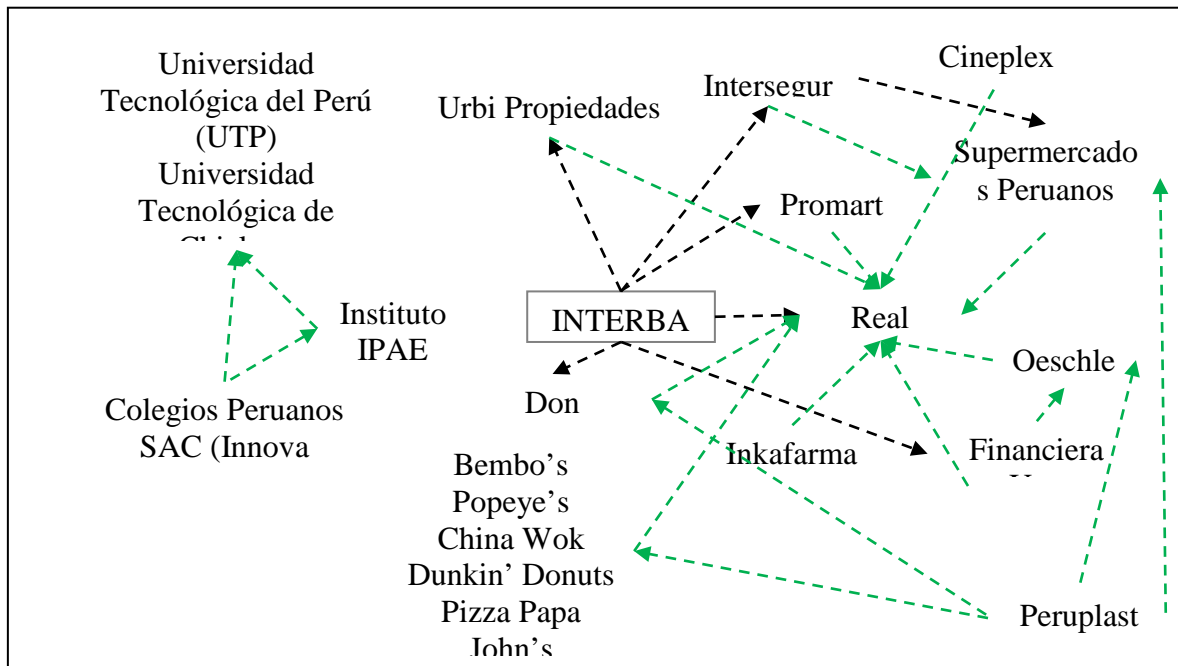 Universidad
Tecnológica del Perú
(UTP)
Universidad
Tecnológica de
Urbi Propiedades
Intersegur
Cineplex
Supermercado
s Peruanos
Promart
Instituto
IPAE
INTERBA
Real
Oeschle
Don
Colegios Peruanos
SAC (Innova
Inkafarma
Financiera
Bembo’s
Popeye’s
China Wok
Dunkin’ Donuts
Pizza Papa
John’s
Peruplast